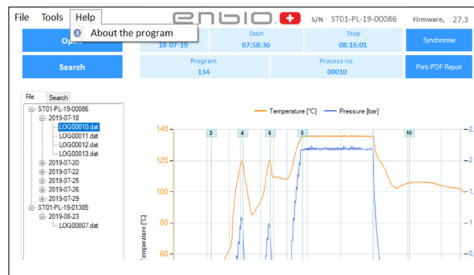 File Tools Help
enbio S/N ST01-PL-19-00086 Firmware, 27.3
About the program
Open
18-07-19
Start
07:58:36
Stop
08:16:01
Synchronise
Search
Program
134
Process no.
00010
Print/PDF Report
File Search
ST01-PL-19-00086
2019-07-18
LOG00010.dat
LOG00011.dat
LOG00012.dat
LOG00013.dat
2019-07-20
2019-07-22
2019-07-25
2019-07-26
2019-07-29
ST01-PL-19-01385
2019-08-23
LOG00007.dat
Temperature [°C] Pressure [bar]
2 4 6 8 10
140
120
100
80
60